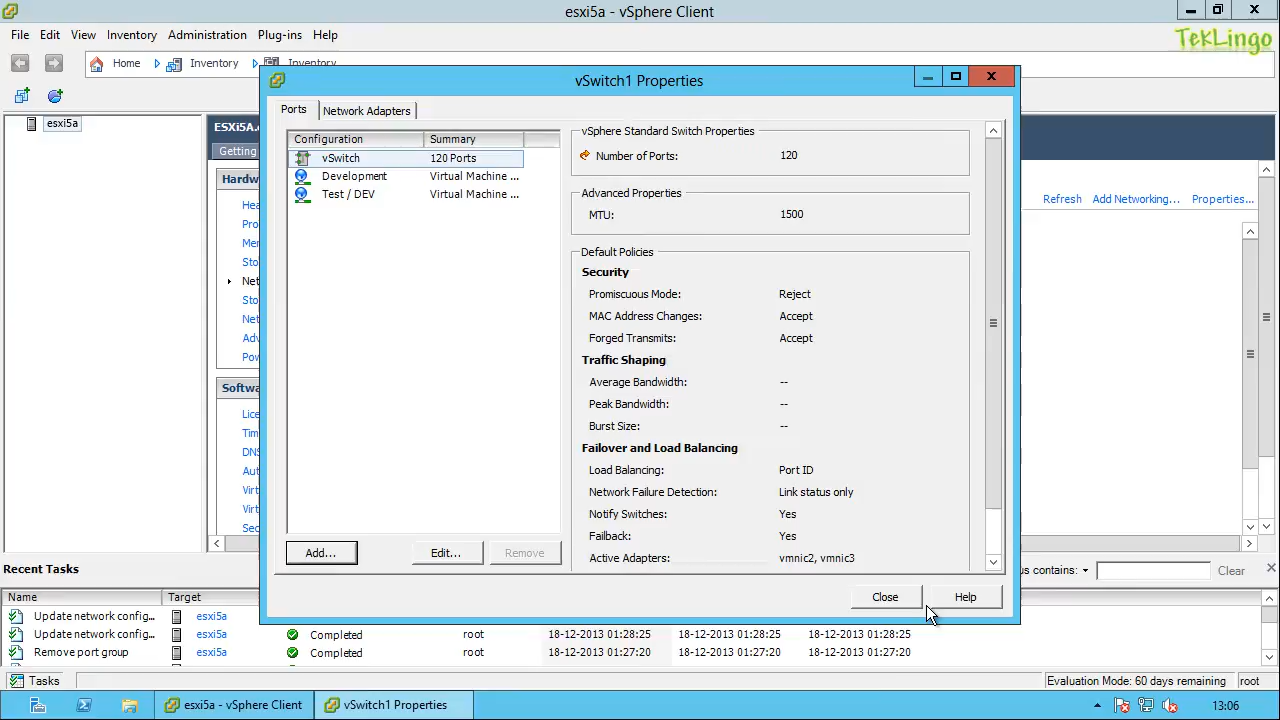 esxi5a - vSphere Client
File Edit View Inventory Administration Plug-ins Help
TekLingo
Home Inventory Inventory
vSwitch1 Properties
Ports Network Adapters
esxi5a
ESXi5A.
Getting
Configuration Summary
vSwitch 120 Ports
Development Virtual Machine ...
Test / DEV Virtual Machine ...
vSphere Standard Switch Properties
Number of Ports: 120
Advanced Properties
MTU: 1500
Default Policies
Security
Promiscuous Mode: Reject
MAC Address Changes: Accept
Forged Transmits: Accept
Traffic Shaping
Average Bandwidth: --
Peak Bandwidth: --
Burst Size: --
Failover and Load Balancing
Load Balancing: Port ID
Network Failure Detection: Link status only
Notify Switches: Yes
Failback: Yes
Active Adapters: vmnic2, vmnic3
Add... Edit... Remove
Close Help
Hardw
Hea
Pro
Men
Sto
Net
Sto
Net
Adv
Pow
Softw
Lice
Tim
DNS
Aut
Virt
Virt
Sec
Refresh Add Networking... Properties...
Recent Tasks
us contains: Clear
Name Target
Update network config... esxi5a
Update network config... esxi5a Completed root 18-12-2013 01:28:25 18-12-2013 01:28:25 18-12-2013 01:28:25
Remove port group esxi5a Completed root 18-12-2013 01:27:20 18-12-2013 01:27:20 18-12-2013 01:27:20
Tasks Evaluation Mode: 60 days remaining root
esxi5a - vSphere Client vSwitch1 Properties 13:06